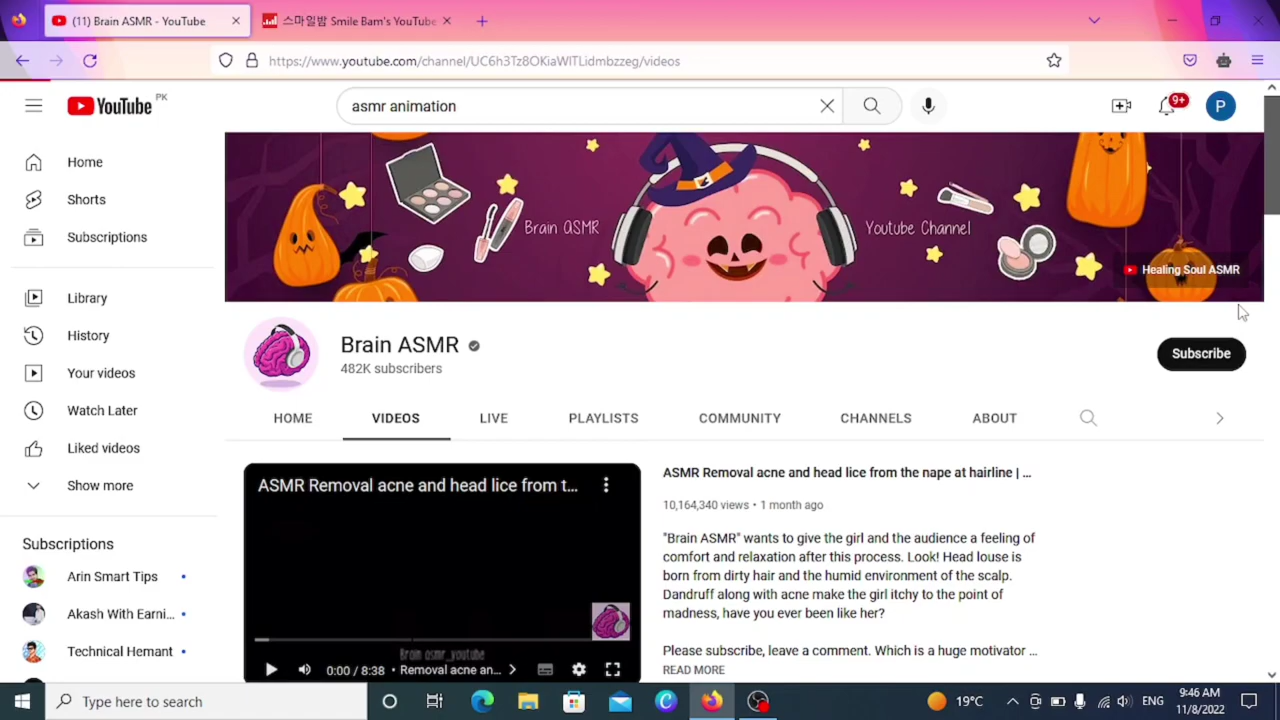 (11) Brain ASMR - YouTube
스마일밤 Smile Bam's YouTube
https://www.youtube.com/channel/UC6h3Tz8OKiaWITLidmbzzeg/videos
YouTube PK
asmr animation
9+
P
Home
Shorts
Subscriptions
Library
History
Your videos
Watch Later
Liked videos
Show more
Subscriptions
Arin Smart Tips
Akash With Earni...
Technical Hemant
Brain ASMR
Youtube Channel
Healing Soul ASMR
Brain ASMR
482K subscribers
Subscribe
HOME
VIDEOS
LIVE
PLAYLISTS
COMMUNITY
CHANNELS
ABOUT
ASMR Removal acne and head lice from t...
Brain asmr_youtube
0:00 / 8:38 • Removal acne an...
ASMR Removal acne and head lice from the nape at hairline | ...
10,164,340 views • 1 month ago
"Brain ASMR" wants to give the girl and the audience a feeling of
comfort and relaxation after this process. Look! Head louse is
born from dirty hair and the humid environment of the scalp.
Dandruff along with acne make the girl itchy to the point of
madness, have you ever been like her?
Please subscribe, leave a comment. Which is a huge motivator ...
READ MORE
Type here to search
19°C
ENG
9:46 AM
11/8/2022